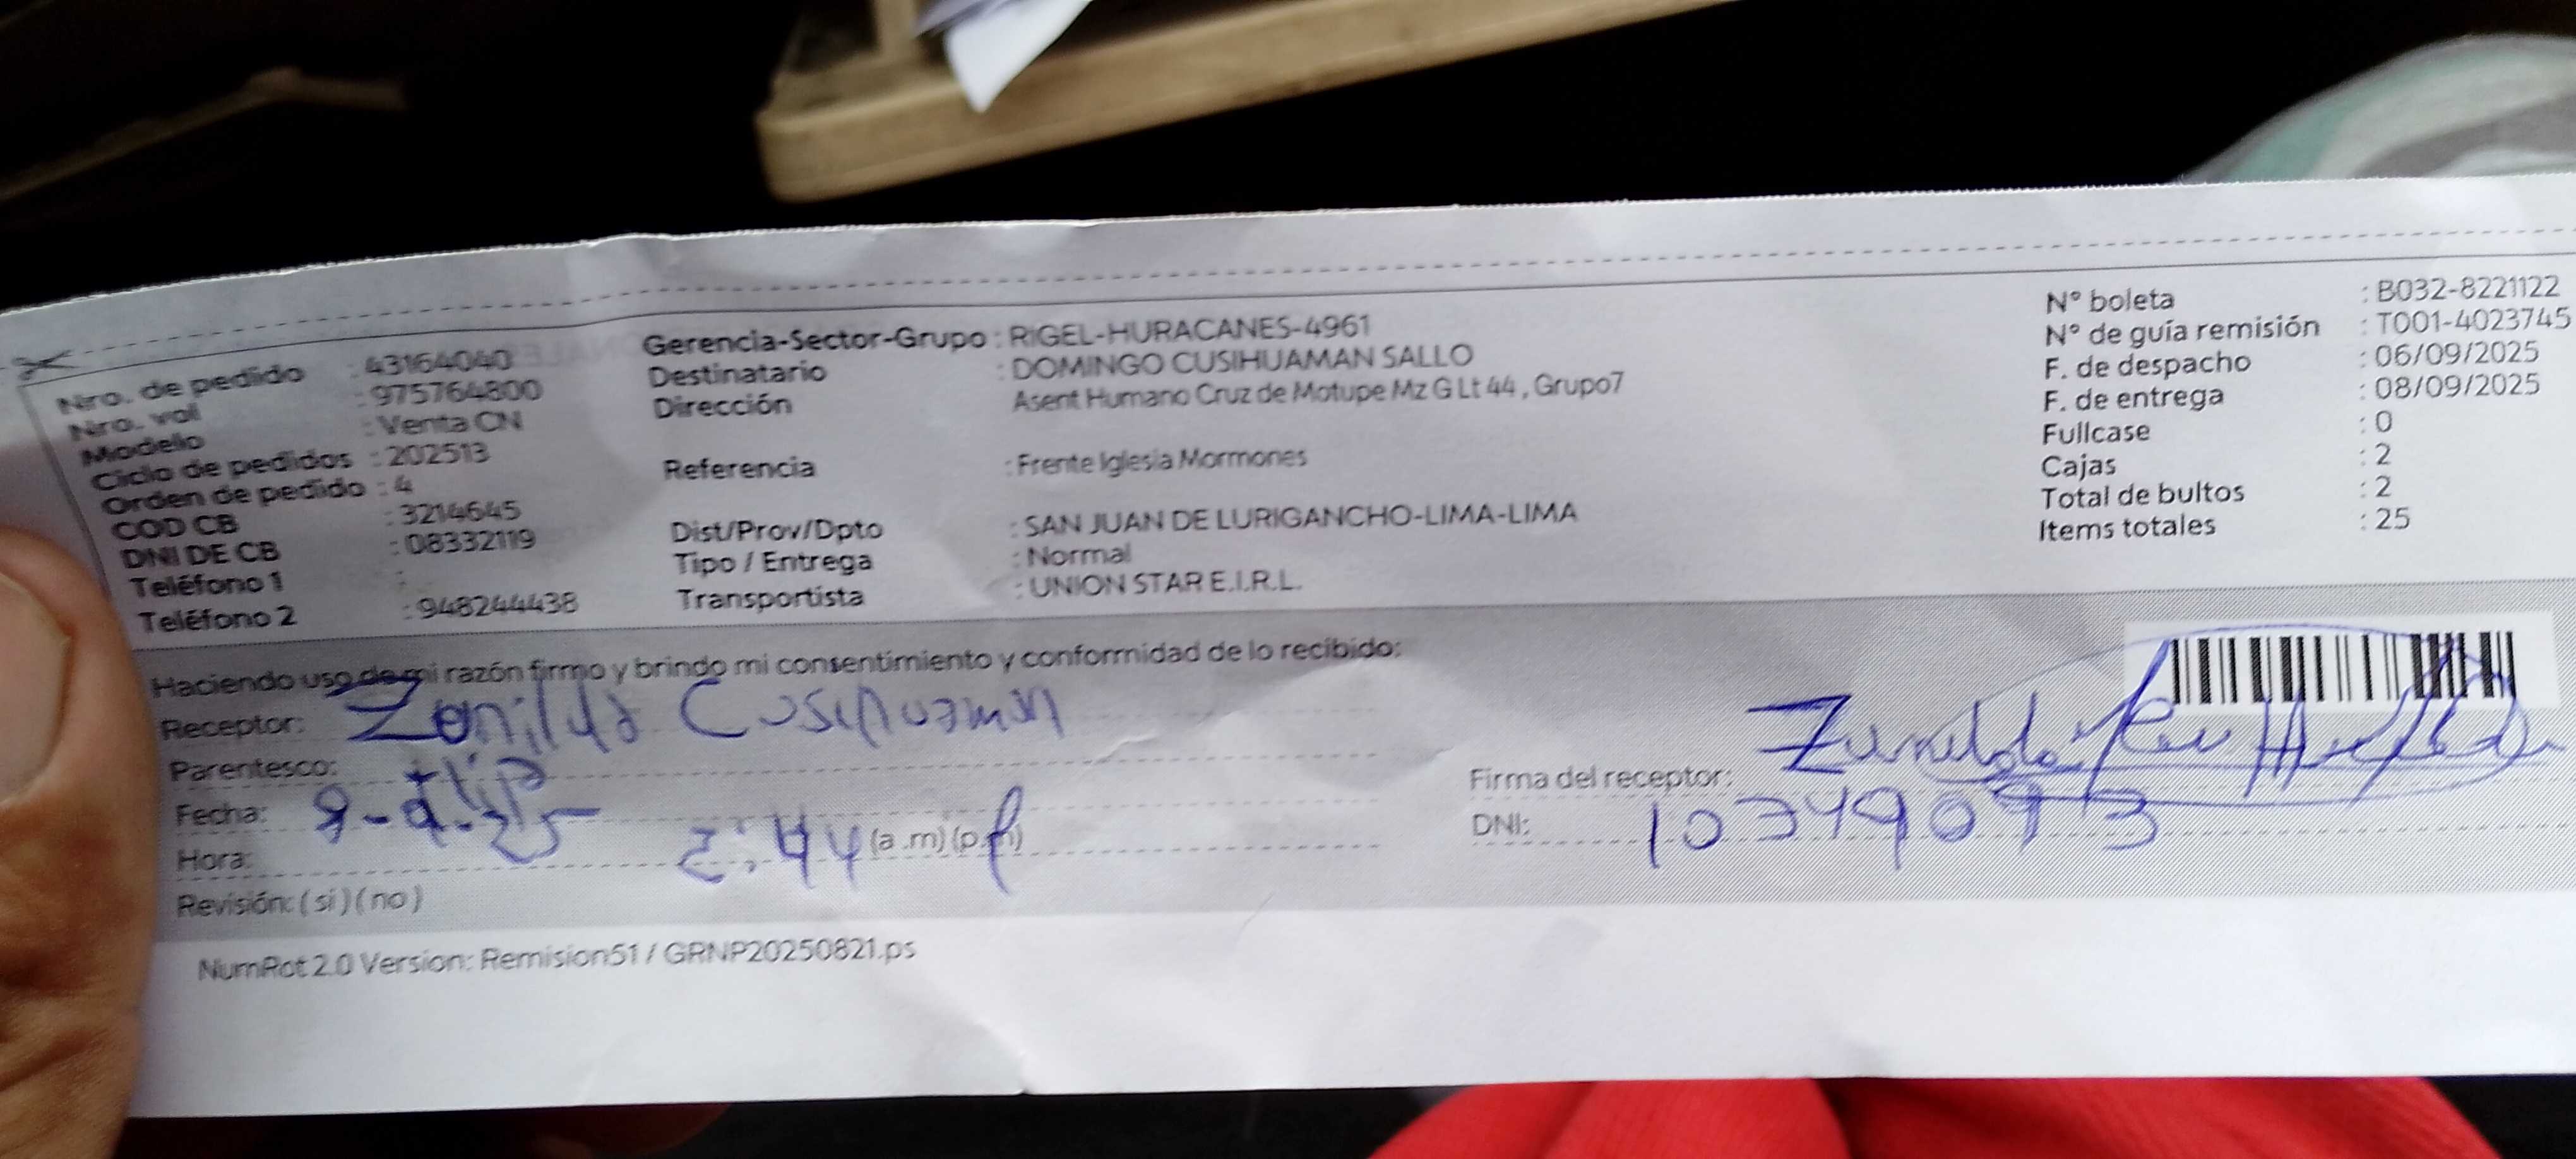 Nro. de pedido : 43164040
Nro. vol : 975764800
Modelo : Venta CN
Ciclo de pedidos : 202513
Orden de pedido : 4
COD CB : 3214645
DNI DE CB : 08332119
Teléfono 1 :
Teléfono 2 : 948244438
Gerencia-Sector-Grupo : RIGEL-HURACANES-4961
Destinatario : DOMINGO CUSIHUAMAN SALLO
Dirección Asent Humano Cruz de Motupe Mz G Lt 44 , Grupo7
Referencia : Frente Iglesia Mormones
Dist/Prov/Dpto : SAN JUAN DE LURIGANCHO-LIMA-LIMA
Tipo / Entrega : Normal
Transportista : UNION STAR E.I.R.L.
N° boleta : B032-8221122
N° de guía remisión : T001-4023745
F. de despacho : 06/09/2025
F. de entrega : 08/09/2025
Fullcase : 0
Cajas : 2
Total de bultos : 2
Items totales : 25
Haciendo uso de mi razón firmo y brindo mi consentimiento y conformidad de lo recibido:
Receptor: Zonilda Cusihuaman
Parentesco:
Fecha: 8-9-25
Hora: 2:44 (a.m) (p.m)
Revisión: ( si ) ( no )
Firma del receptor: Zunilda
DNI:
NumRot 2.0 Version: Remision51 / GRNP20250821.ps